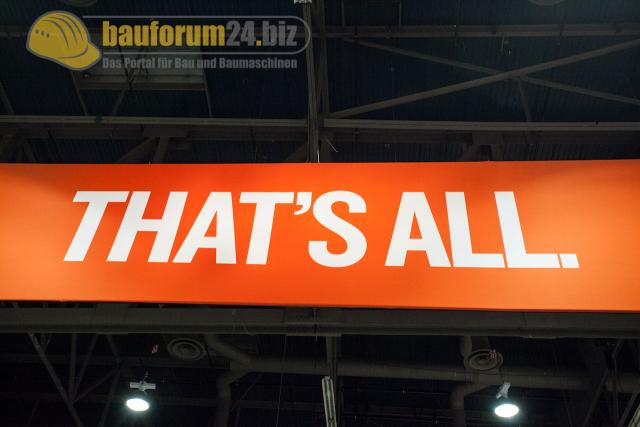 bauforum24.biz
Das Portal für Bau und Baumaschinen
THAT'S ALL.